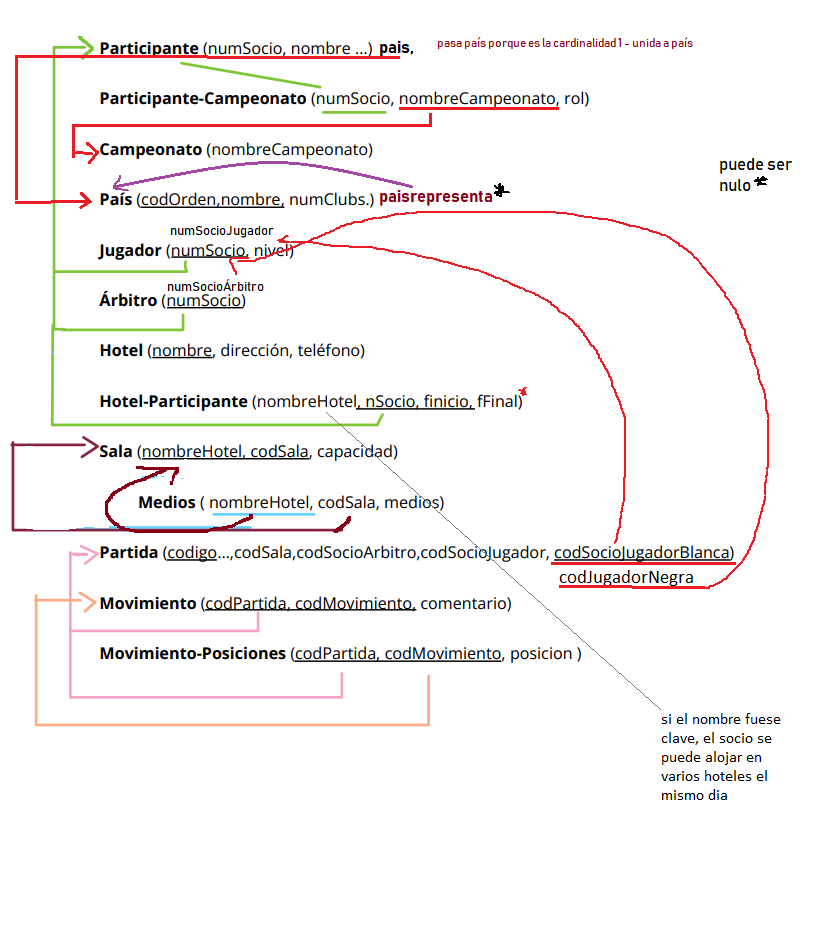 Participante (numSocio, nombre ...) pais,
pasa país porque es la cardinalidad 1 - unida a país
Participante-Campeonato (numSocio, nombreCampeonato, rol)
Campeonato (nombreCampeonato)
puede ser
nulo *
País (codOrden,nombre, numClubs.) paisrepresenta*
numSocioJugador
Jugador (numSocio, nivel)
numSocioÁrbitro
Árbitro (numSocio)
Hotel (nombre, dirección, teléfono)
Hotel-Participante (nombreHotel, nSocio, finicio, fFinal)*
Sala (nombreHotel, codSala, capacidad)
Medios ( nombreHotel, codSala, medios)
Partida (codigo...,codSala,codSocioArbitro,codSocioJugador, codSocioJugadorBlanca)
codJugadorNegra
Movimiento (codPartida, codMovimiento, comentario)
Movimiento-Posiciones (codPartida, codMovimiento, posicion )
si el nombre fuese
clave, el socio se
puede alojar en
varios hoteles el
mismo dia